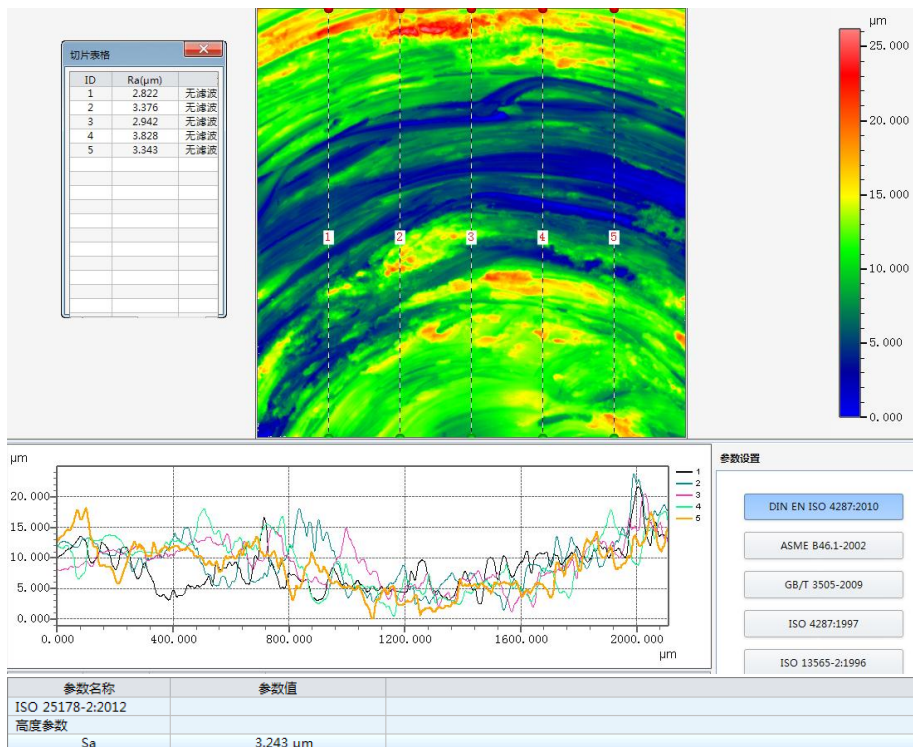 切片表格
ID Ra(μm)
1 2.822 无滤波
2 3.376 无滤波
3 2.942 无滤波
4 3.828 无滤波
5 3.343 无滤波
1 2 3 4 5
μm
25.000
20.000
15.000
10.000
5.000
0.000
μm
20.000
15.000
10.000
5.000
0.000
0.000 400.000 800.000 1200.000 1600.000 2000.000
μm
1
2
3
4
5
参数设置
DIN EN ISO 4287:2010
ASME B46.1-2002
GB/T 3505-2009
ISO 4287:1997
ISO 13565-2:1996
参数名称 参数值
ISO 25178-2:2012
高度参数
Sa 3.243 μm